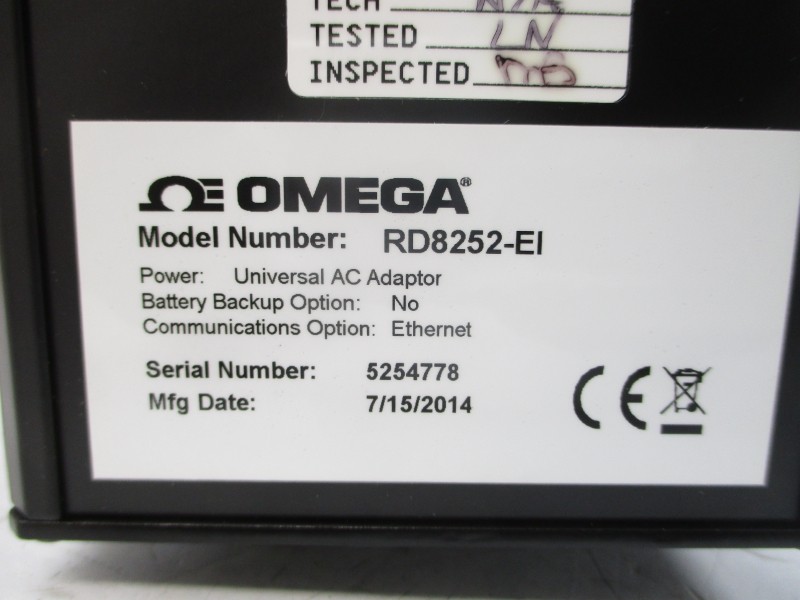 TECH N/A
TESTED LN
INSPECTED
OMEGA®
Model Number: RD8252-EI
Power: Universal AC Adaptor
Battery Backup Option: No
Communications Option: Ethernet
Serial Number: 5254778
Mfg Date: 7/15/2014
CE